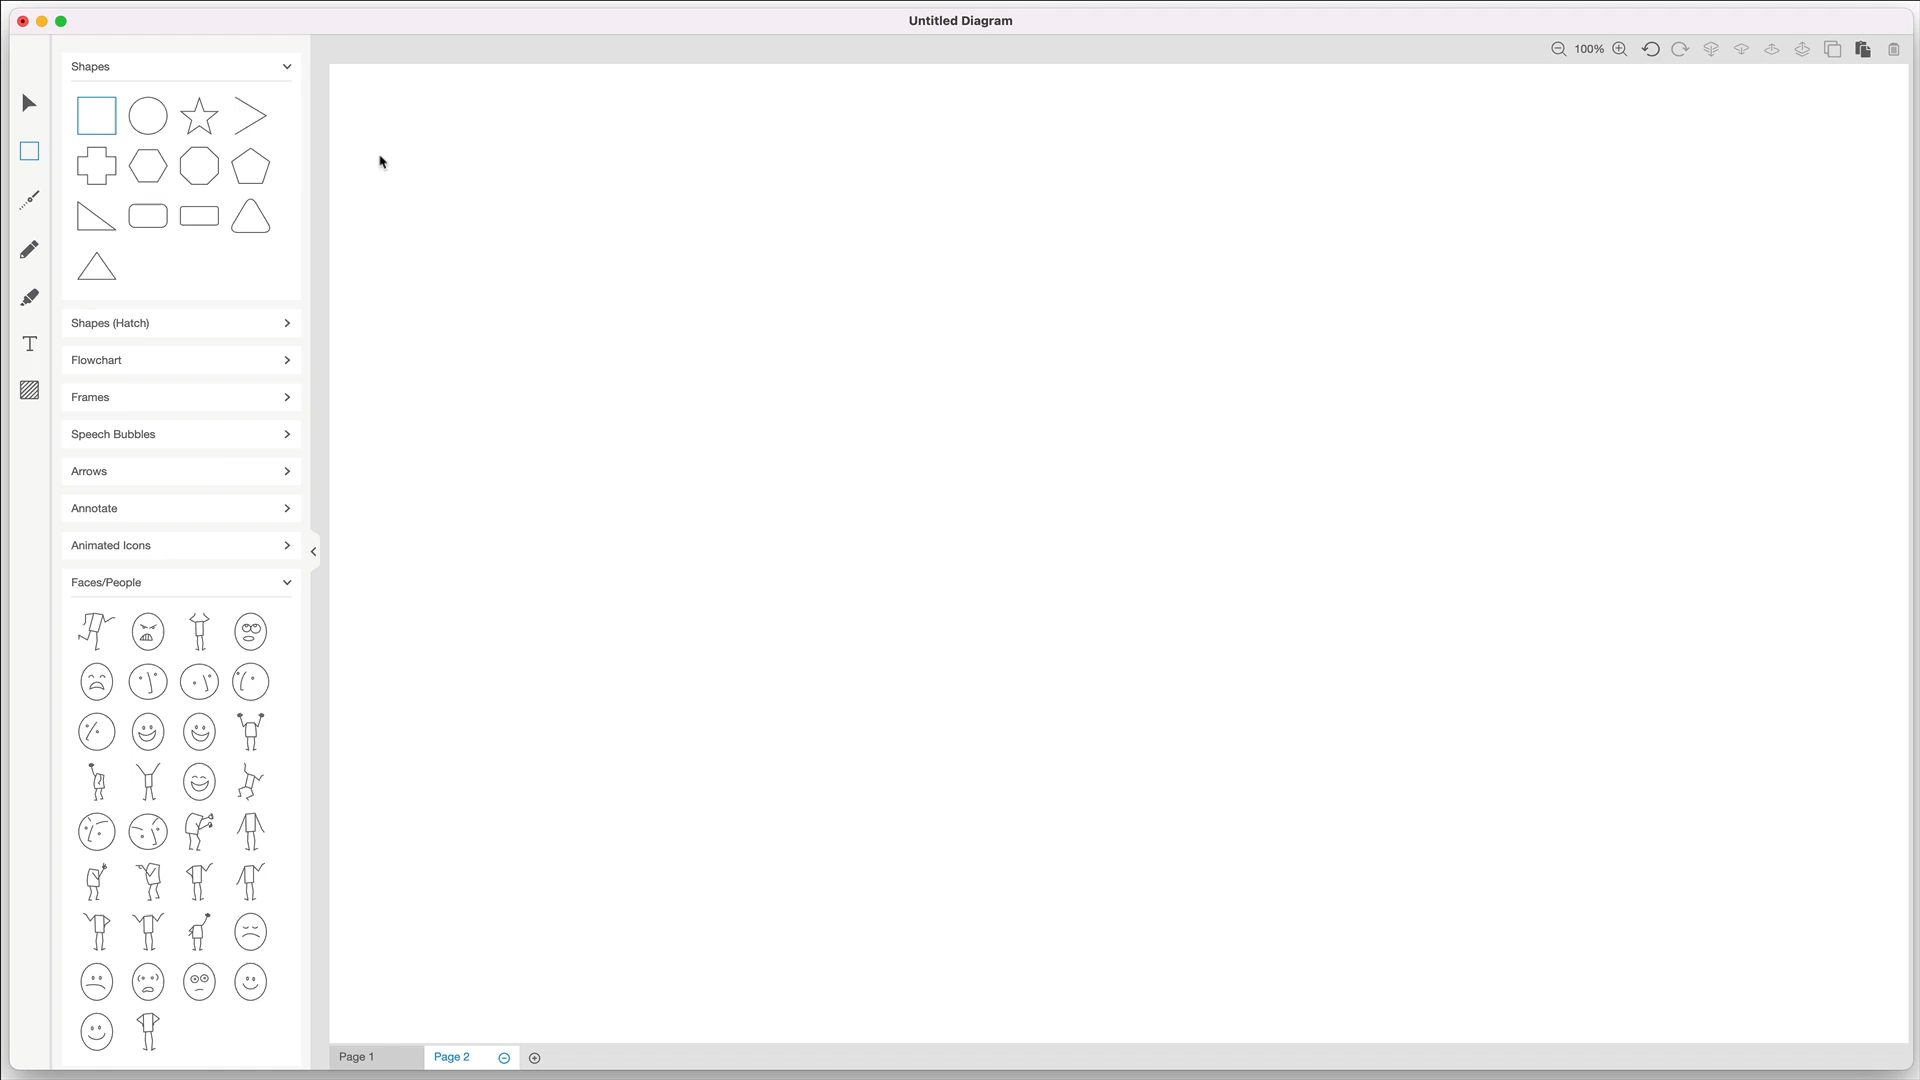 Untitled Diagram
100%
Shapes
Shapes (Hatch)
Flowchart
Frames
Speech Bubbles
Arrows
Annotate
Animated Icons
Faces/People
T
Page 1
Page 2